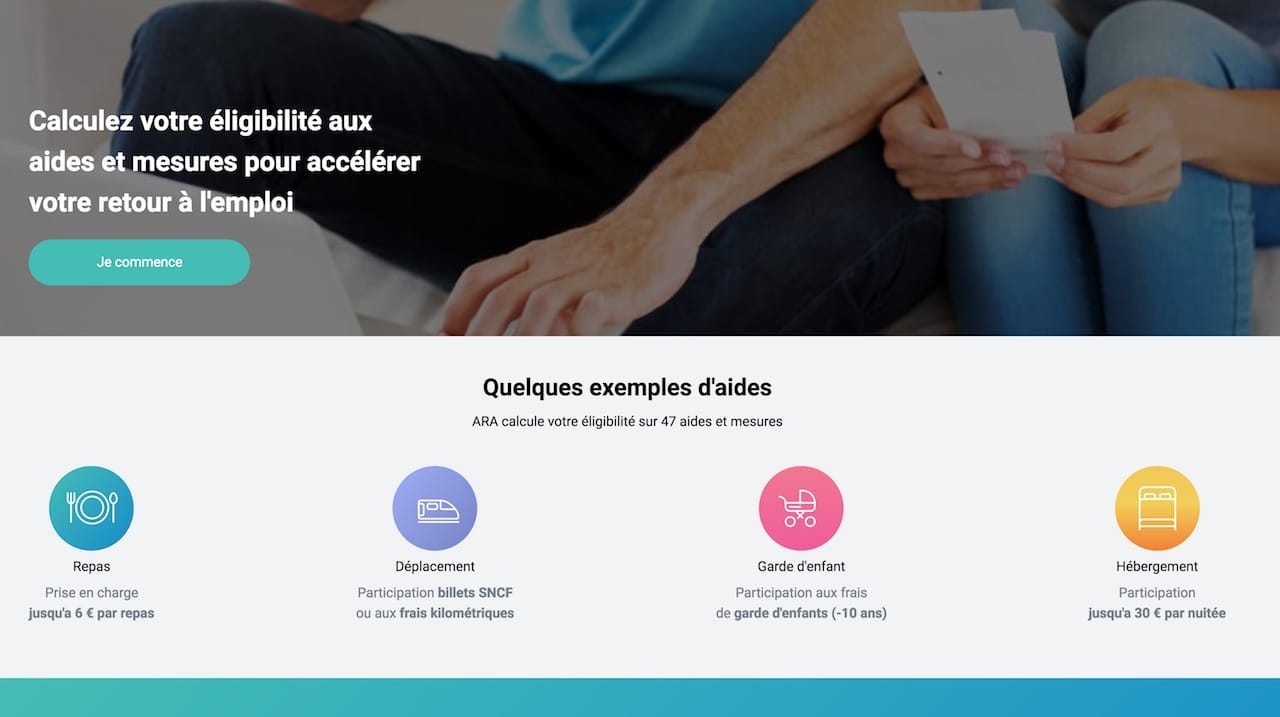 Calculez votre éligibilité aux
aides et mesures pour accélérer
votre retour à l'emploi
Je commence
Quelques exemples d'aides
ARA calcule votre éligibilité sur 47 aides et mesures
Repas
Prise en charge
jusqu'a 6 € par repas
Déplacement
Participation billets SNCF
ou aux frais kilométriques
Garde d'enfant
Participation aux frais
de garde d'enfants (-10 ans)
Hébergement
Participation
jusqu'a 30 € par nuitée